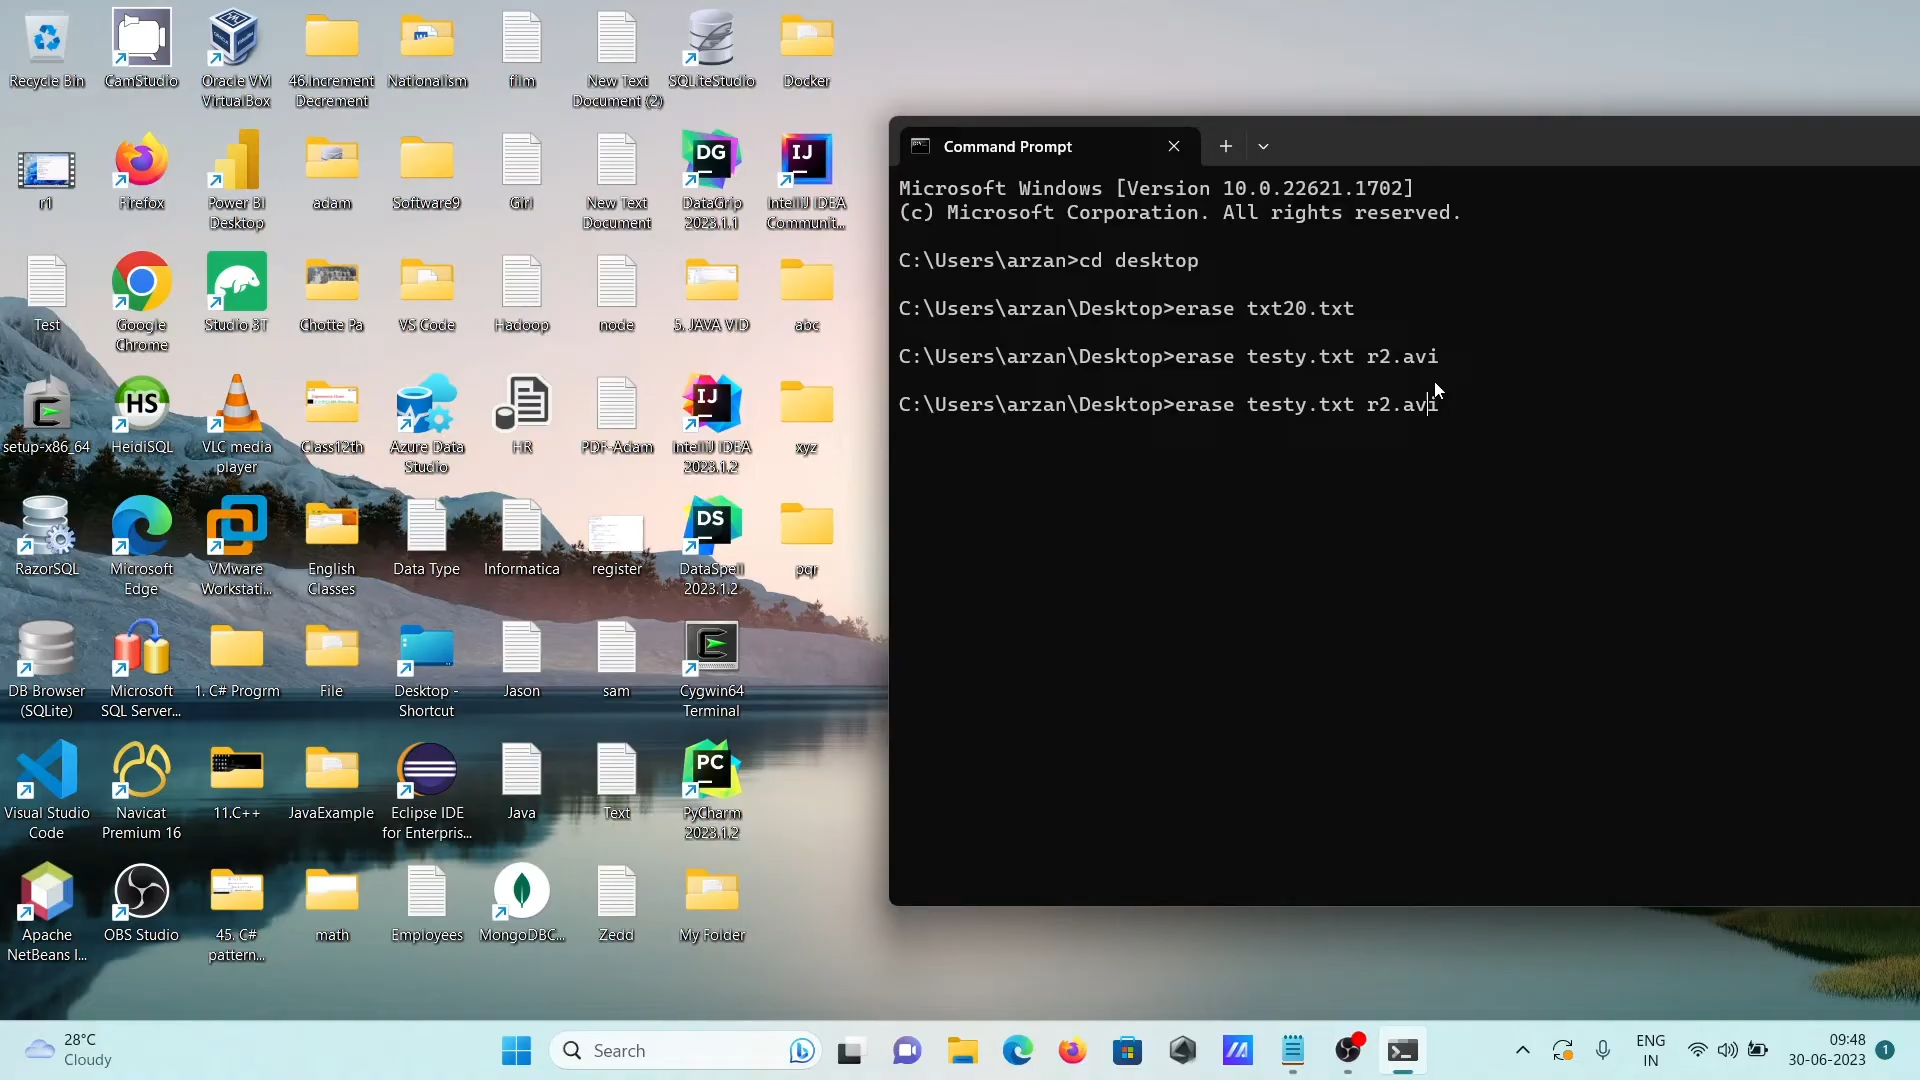 Recycle Bin
CamStudio
Oracle VM
VirtualBox
46.Increment
Decrement
Nationalism
film
New Text
Document (2)
SQLiteStudio
Docker
r1
Firefox
Power BI
Desktop
adam
Software9
Girl
New Text
Document
DG
DataGrip
2023.1.1
IJ
IntelliJ IDEA
Communit...
Test
Google
Chrome
Studio 3T
Chotte Pa
VS Code
Hadoop
node
5. JAVA VID
abc
setup-x86_64
HS
HeidiSQL
VLC media
player
Class12th
Azure Data
Studio
HR
PDF-Adam
IJ
IntelliJ IDEA
2023.1.2
xyz
RazorSQL
Microsoft
Edge
VMware
Workstati...
English
Classes
Data Type
Informatica
register
DS
DataSpell
2023.1.2
pqr
DB Browser
(SQLite)
Microsoft
SQL Server...
1. C# Progrm
File
Desktop -
Shortcut
Jason
sam
Cygwin64
Terminal
Visual Studio
Code
Navicat
Premium 16
11.C++
JavaExample
Eclipse IDE
for Enterpris...
Java
Text
PC
PyCharm
2023.1.2
Apache
NetBeans I...
OBS Studio
45. C#
pattern...
math
Employees
MongoDBC...
Zedd
My Folder
Command Prompt
Microsoft Windows [Version 10.0.22621.1702]
(c) Microsoft Corporation. All rights reserved.
C:\Users\arzan>cd desktop
C:\Users\arzan\Desktop>erase txt20.txt
C:\Users\arzan\Desktop>erase testy.txt r2.avi
C:\Users\arzan\Desktop>erase testy.txt r2.avi
28°C
Cloudy
Search
ENG
IN
09:48
30-06-2023
1